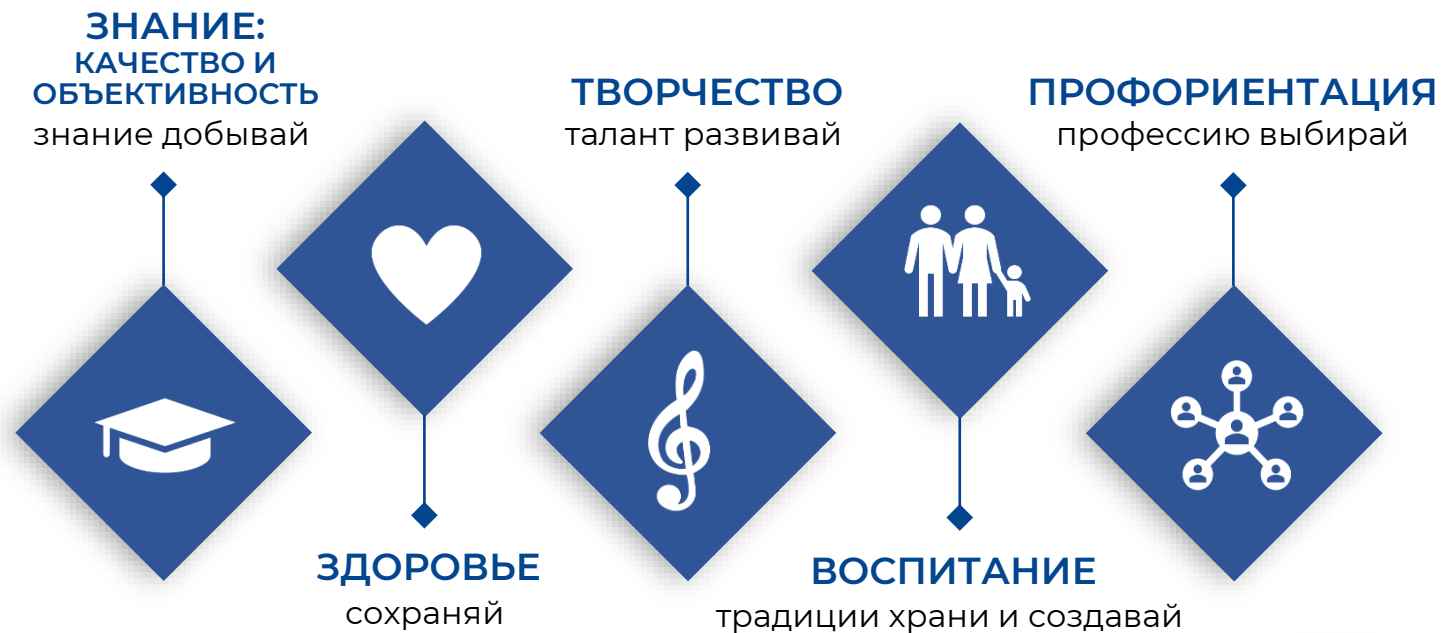 ЗНАНИЕ:
КАЧЕСТВО И
ОБЪЕКТИВНОСТЬ
знание добывай
ЗДОРОВЬЕ
сохраняй
ТВОРЧЕСТВО
талант развивай
ВОСПИТАНИЕ
традиции храни и создавай
ПРОФОРИЕНТАЦИЯ
профессию выбирай